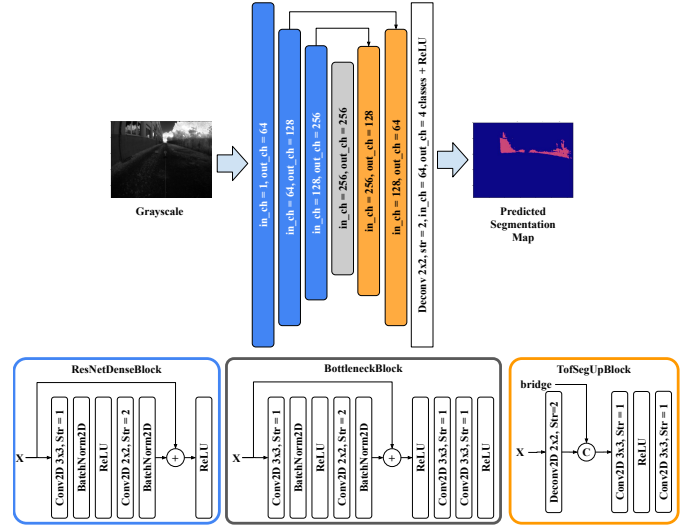 in_ch = 1, out_ch = 64
in_ch = 64, out_ch = 128
in_ch = 128, out_ch = 256
in_ch = 256, out_ch = 256
in_ch = 256, out_ch = 128
in_ch = 128, out_ch = 64
Deconv 2x2, str = 2, in_ch = 64, out_ch = 4 classes + ReLU
Grayscale
Predicted
Segmentation
Map
ResNetDenseBlock
X
Conv2D 3x3, Str = 1
BatchNorm2D
ReLU
Conv2D 2x2, Str = 2
BatchNorm2D
+
ReLU
BottleneckBlock
X
Conv2D 3x3, Str = 1
BatchNorm2D
ReLU
Conv2D 2x2, Str = 2
BatchNorm2D
+
ReLU
Conv2D 3x3, Str = 1
Conv2D 3x3, Str = 1
ReLU
TofSegUpBlock
bridge
X
Deconv2D 2x2, Str=2
C
Conv2D 3x3, Str = 1
ReLU
Conv2D 3x3, Str = 1